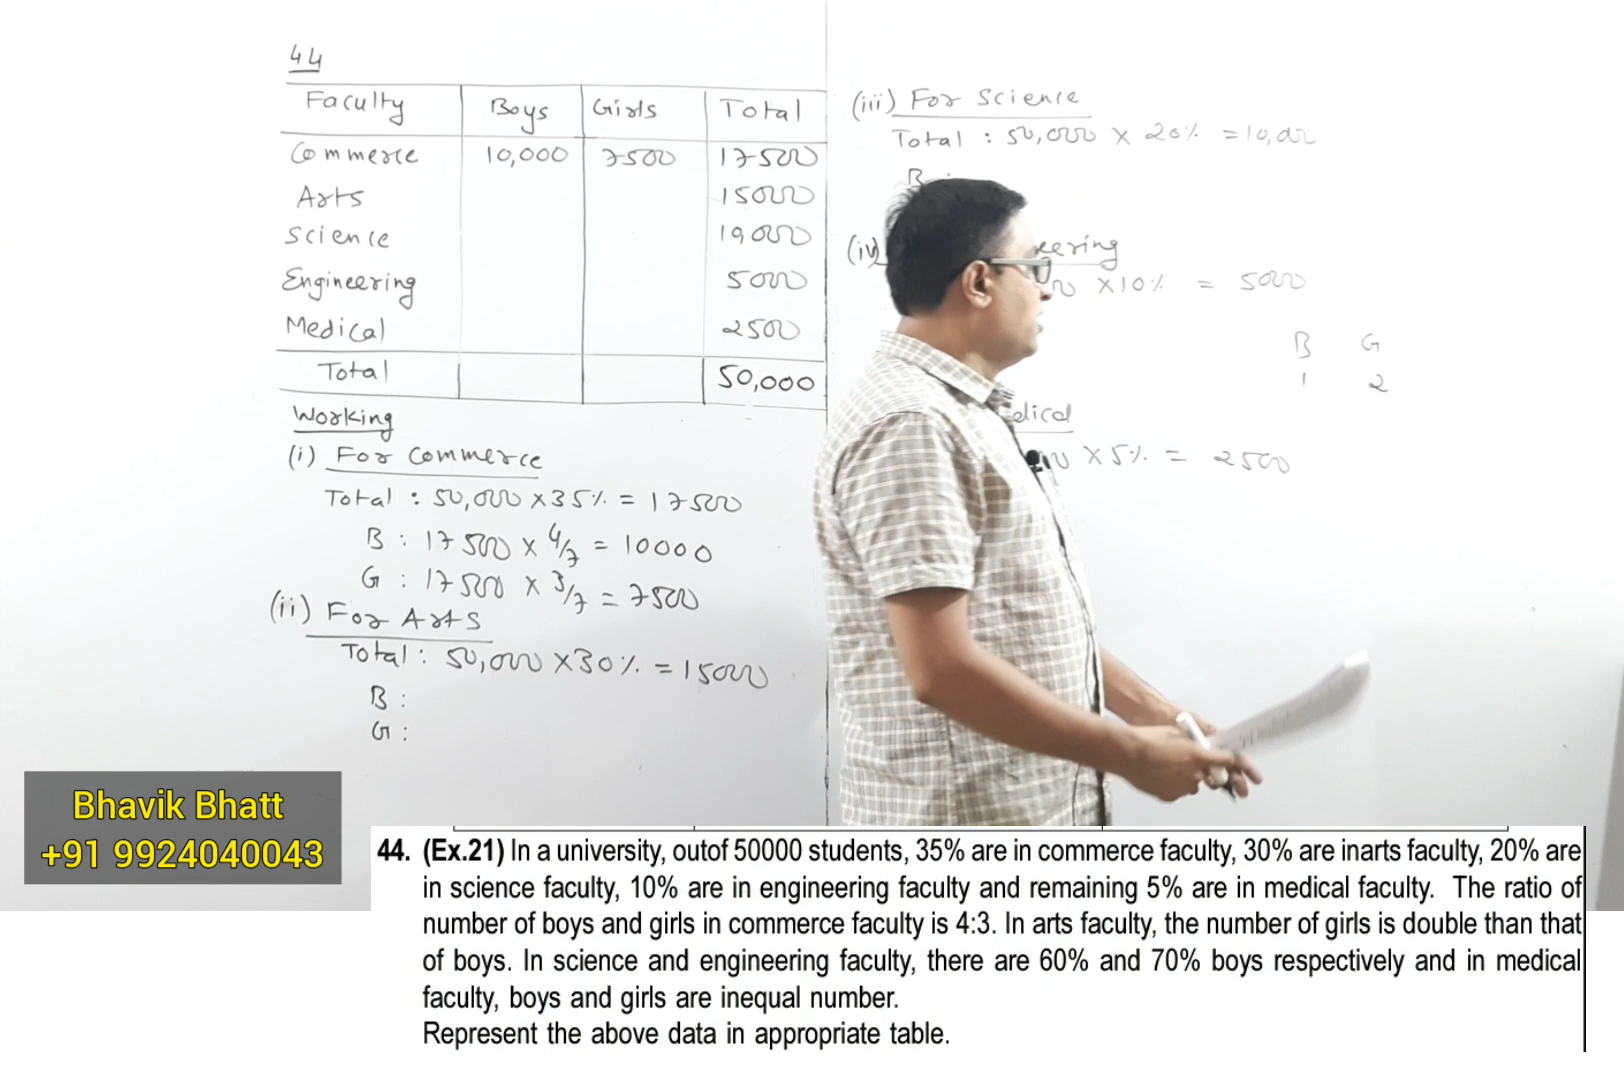 44
Faculty Boys Girls Total
Commerce 10,000 7500 17500
Arts 15000
Science 10000
Engineering 5000
Medical 2500
Total 50,000
Working
(i) For Commerce
Total : 50,000 × 35% = 17500
B : 17500 × 4/7 = 10000
G : 17500 × 3/7 = 7500
(ii) For Arts
Total : 50,000 × 30% = 15000
B :
G :
(iii) For Science
Total : 50,000 × 20% = 10,00
B :
(iv) eering
×10% = 5000
B G
1 2
dical
×5% = 2500
Bhavik Bhatt
+91 9924040043
44. (Ex.21) In a university, outof 50000 students, 35% are in commerce faculty, 30% are inarts faculty, 20% are
in science faculty, 10% are in engineering faculty and remaining 5% are in medical faculty. The ratio of
number of boys and girls in commerce faculty is 4:3. In arts faculty, the number of girls is double than that
of boys. In science and engineering faculty, there are 60% and 70% boys respectively and in medical
faculty, boys and girls are inequal number.
Represent the above data in appropriate table.